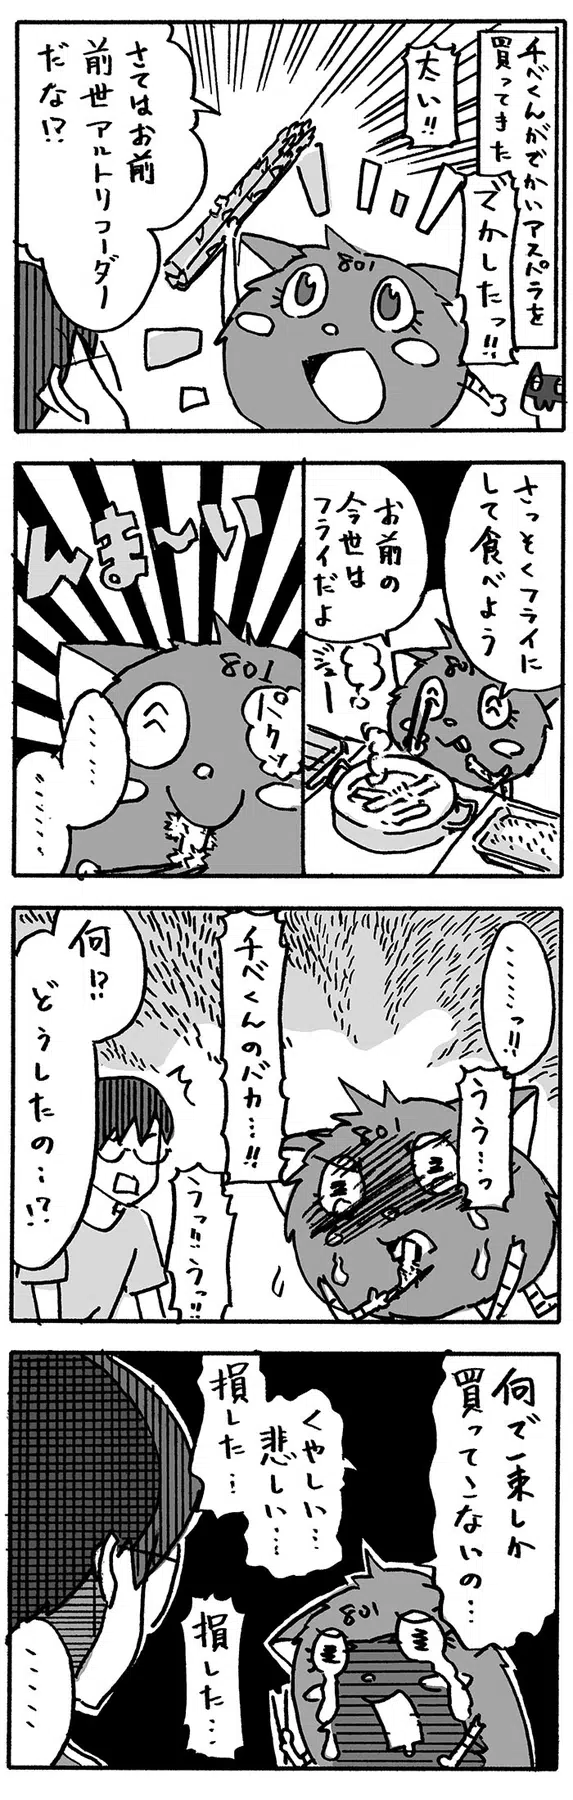 チベくんがでかいアスペラを
買ってきた
でかしたっ!!
太い!!
さてはお前
前世アルトリコーダー
だな!?
801
さっそくフライに
して食べよう
お前の
今世は
フライだよ
ジュー
801
んま〜い
801
パクッ
………
………
………っ!!
うう…っ
801
チベくんのバカ…!!
うっ!!うっ!!
何!?
どうしたの…!?
何で一束しか
買ってこないの…
くやしい…
悲しい…
損した…
801
損した…
………